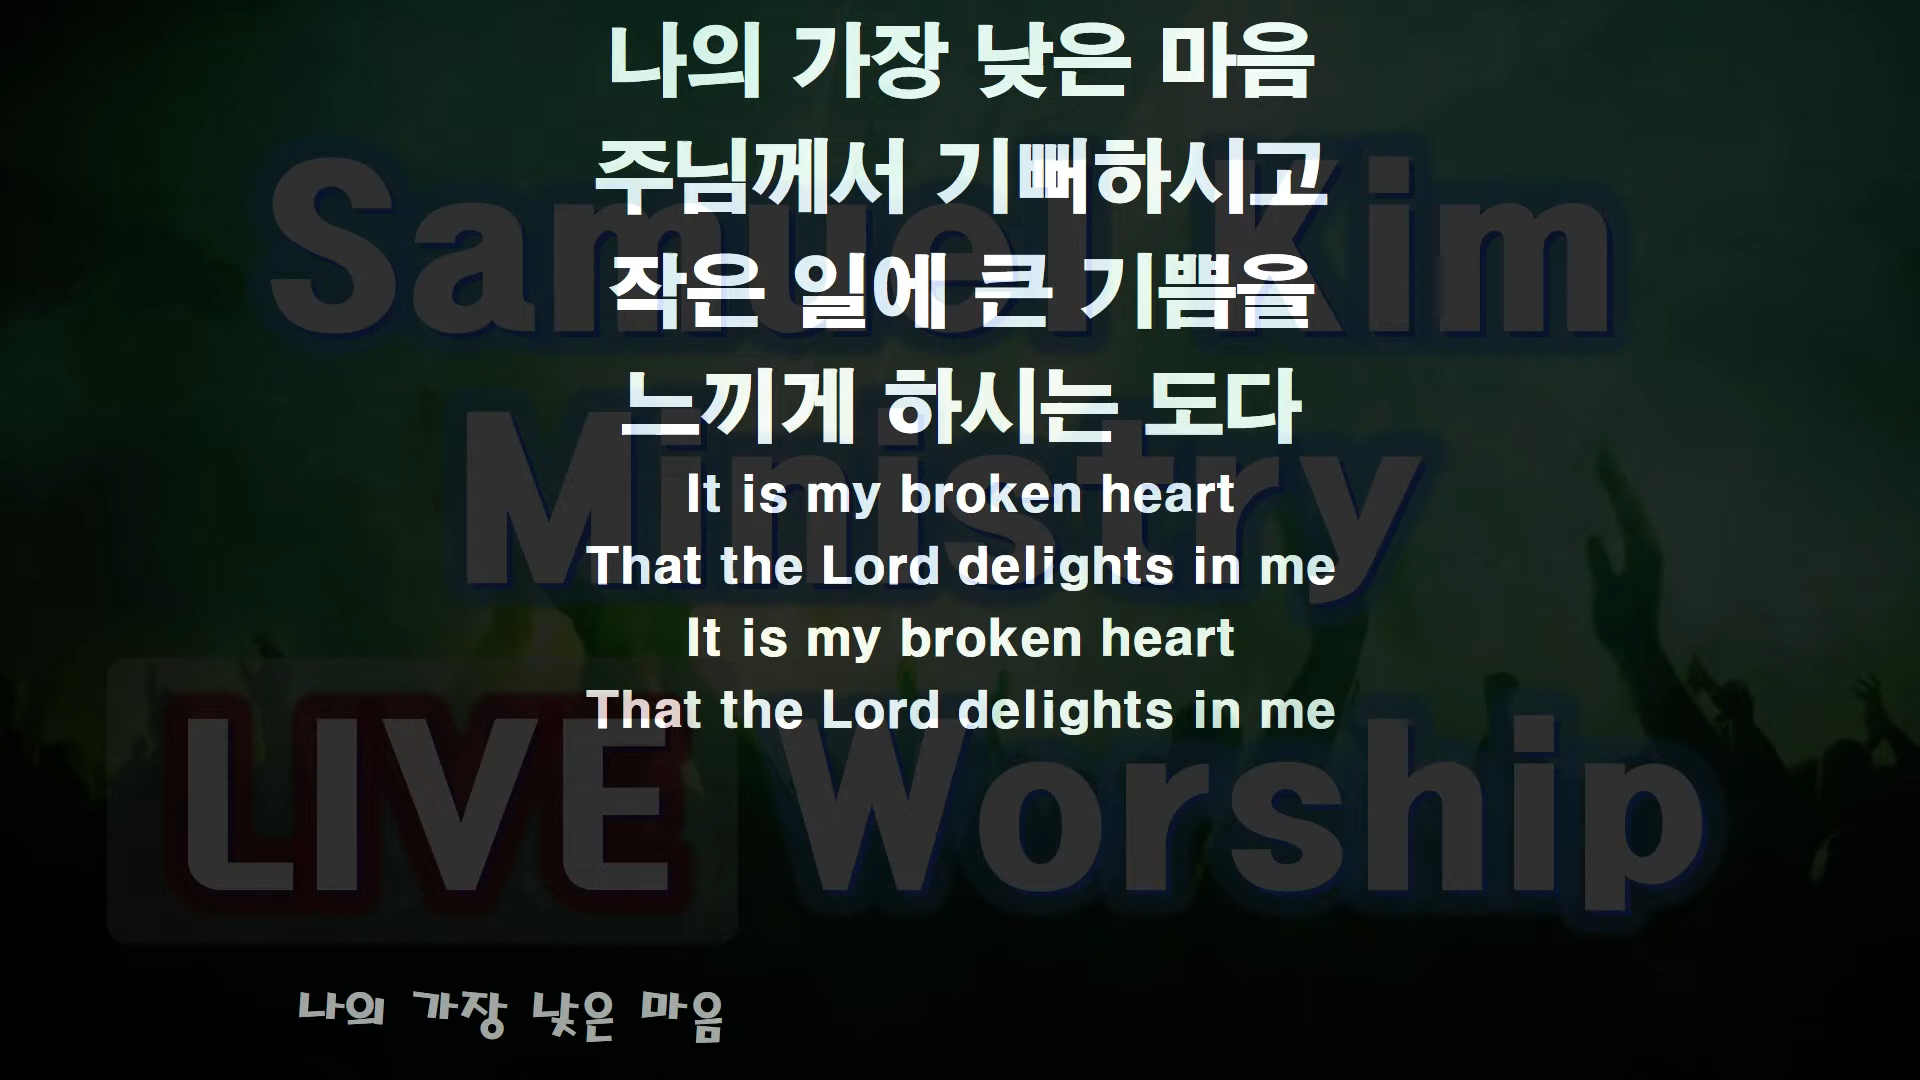 나의 가장 낮은 마음
주님께서 기뻐하시고
작은 일에 큰 기쁨을
느끼게 하시는 도다
It is my broken heart
That the Lord delights in me
It is my broken heart
That the Lord delights in me
Samuel Kim
Ministry
LIVE Worship
나의 가장 낮은 마음